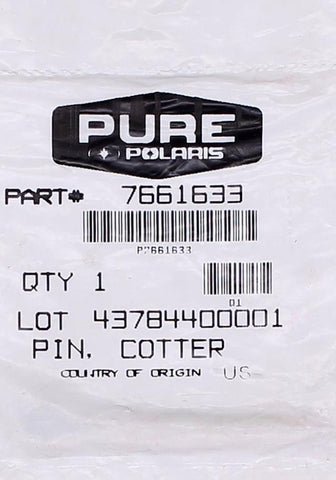 PURE
POLARIS
PART# 7661633
P7661633
QTY 1
01
LOT 43784400001
PIN, COTTER
COUNTRY OF ORIGIN US